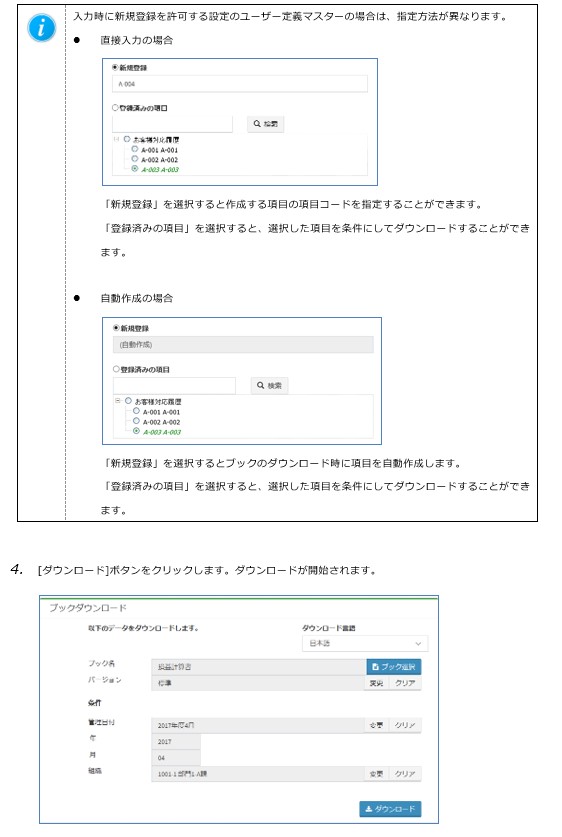 入力時に新規登録を許可する設定のユーザー定義マスターの場合は、指定方法が異なります。
● 直接入力の場合
新規登録
A-004
登録済みの項目
検索
お客様対応履歴
A-001 A-001
A-002 A-002
A-003 A-003
「新規登録」を選択すると作成する項目の項目コードを指定することができます。
「登録済みの項目」を選択すると、選択した項目を条件にしてダウンロードすることができ
ます。
● 自動作成の場合
新規登録
(自動作成)
登録済みの項目
検索
お客様対応履歴
A-001 A-001
A-002 A-002
A-003 A-003
「新規登録」を選択するとブックのダウンロード時に項目を自動作成します。
「登録済みの項目」を選択すると、選択した項目を条件にしてダウンロードすることができ
ます。
4. [ダウンロード]ボタンをクリックします。ダウンロードが開始されます。
ブックダウンロード
以下のデータをダウンロードします。
ダウンロード言語
日本語
ブック名 損益計算書 ブック選択
バージョン 標準 変更 クリア
条件
管理日付 2017年度4月 変更 クリア
年 2017
月 04
組織 1001-1:部門1-A課 変更 クリア
ダウンロード